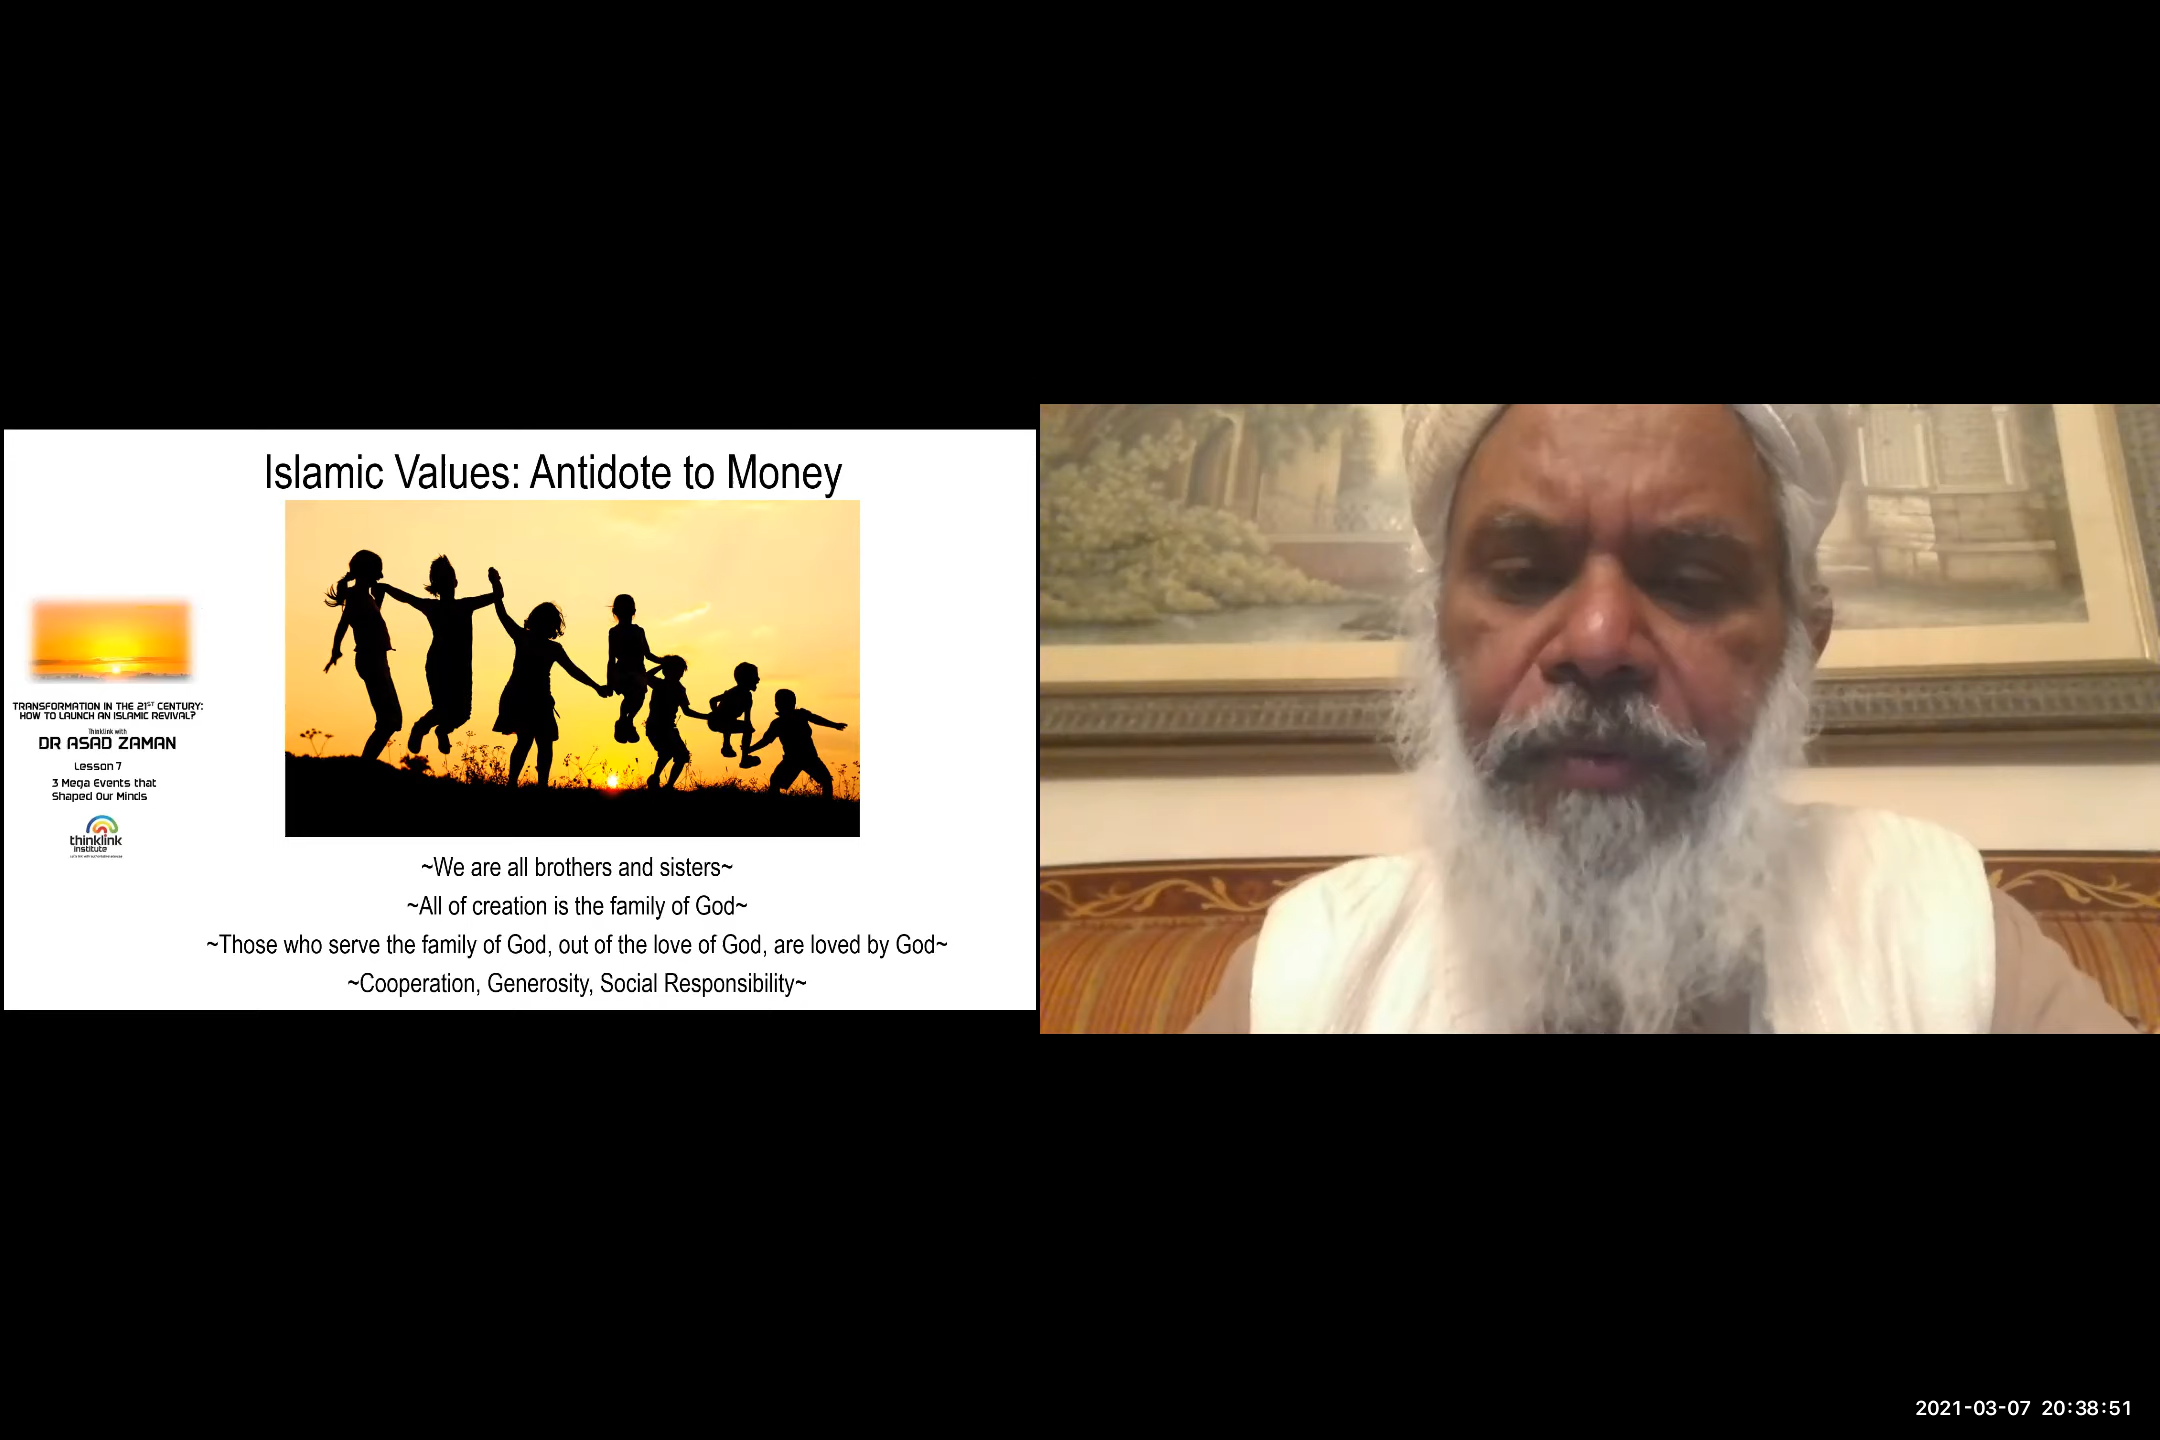 Islamic Values: Antidote to Money
TRANSFORMATION IN THE 21ST CENTURY:
HOW TO LAUNCH AN ISLAMIC REVIVAL?
Thinklink with
DR ASAD ZAMAN
Lesson 7
3 Mega Events that
Shaped Our Minds
thinklink
institute
~We are all brothers and sisters~
~All of creation is the family of God~
~Those who serve the family of God, out of the love of God, are loved by God~
~Cooperation, Generosity, Social Responsibility~
2021-03-07 20:38:51